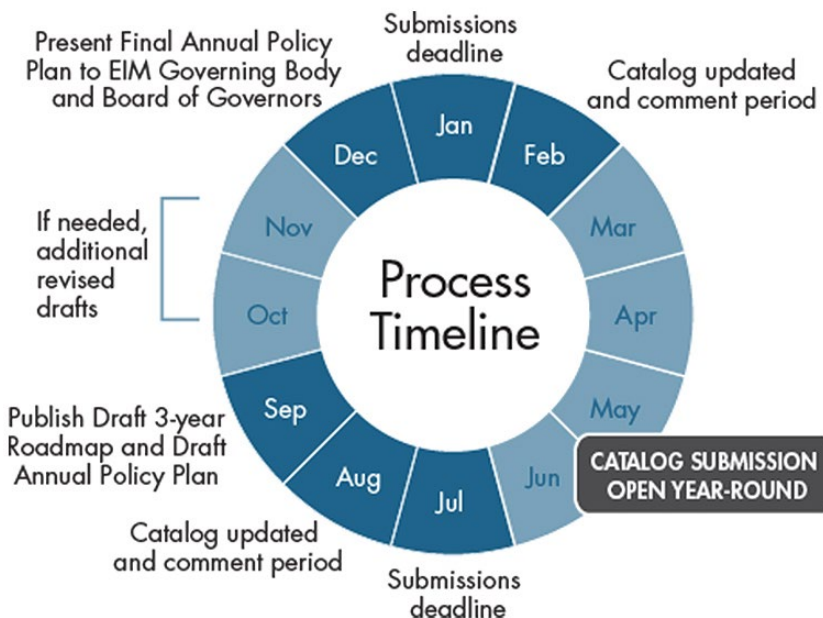 Present Final Annual Policy
Plan to EIM Governing Body
and Board of Governors
Submissions
deadline
Catalog updated
and comment period
Jan
Feb
Mar
Apr
May
Jun
Jul
Aug
Sep
Oct
Nov
Dec
Process
Timeline
If needed,
additional
revised
drafts
Publish Draft 3-year
Roadmap and Draft
Annual Policy Plan
Catalog updated
and comment period
Submissions
deadline
CATALOG SUBMISSION
OPEN YEAR-ROUND